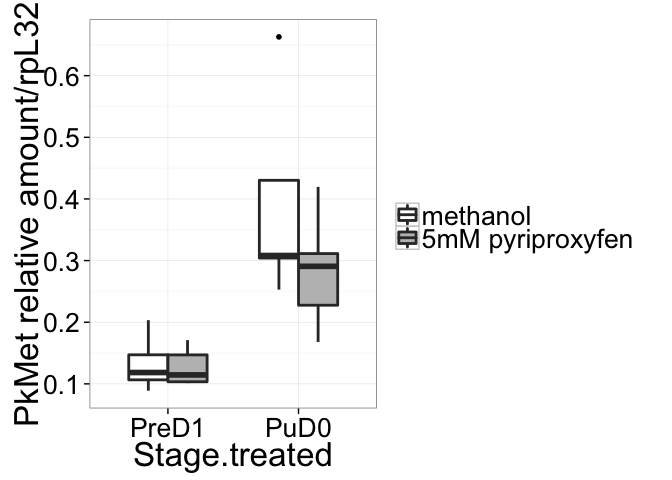 PkMet relative amount/rpL32
0.6
0.5
0.4
0.3
0.2
0.1
PreD1 PuD0
Stage.treated
methanol
5mM pyriproxyfen